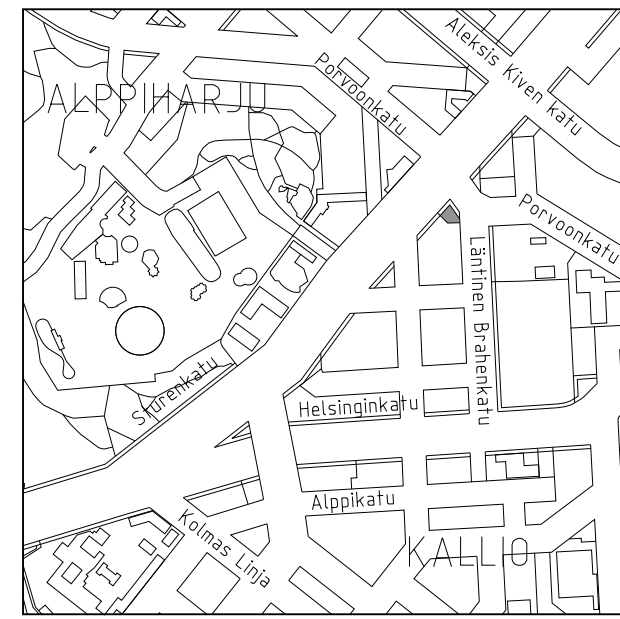 Aleksis Kiven katu
Porvoonkatu
ALPPIHARJU
Porvoonkatu
Läntinen Brahenkatu
Sturenkatu
Helsinginkatu
Alppikatu
Kolmas Linja
KALLIO